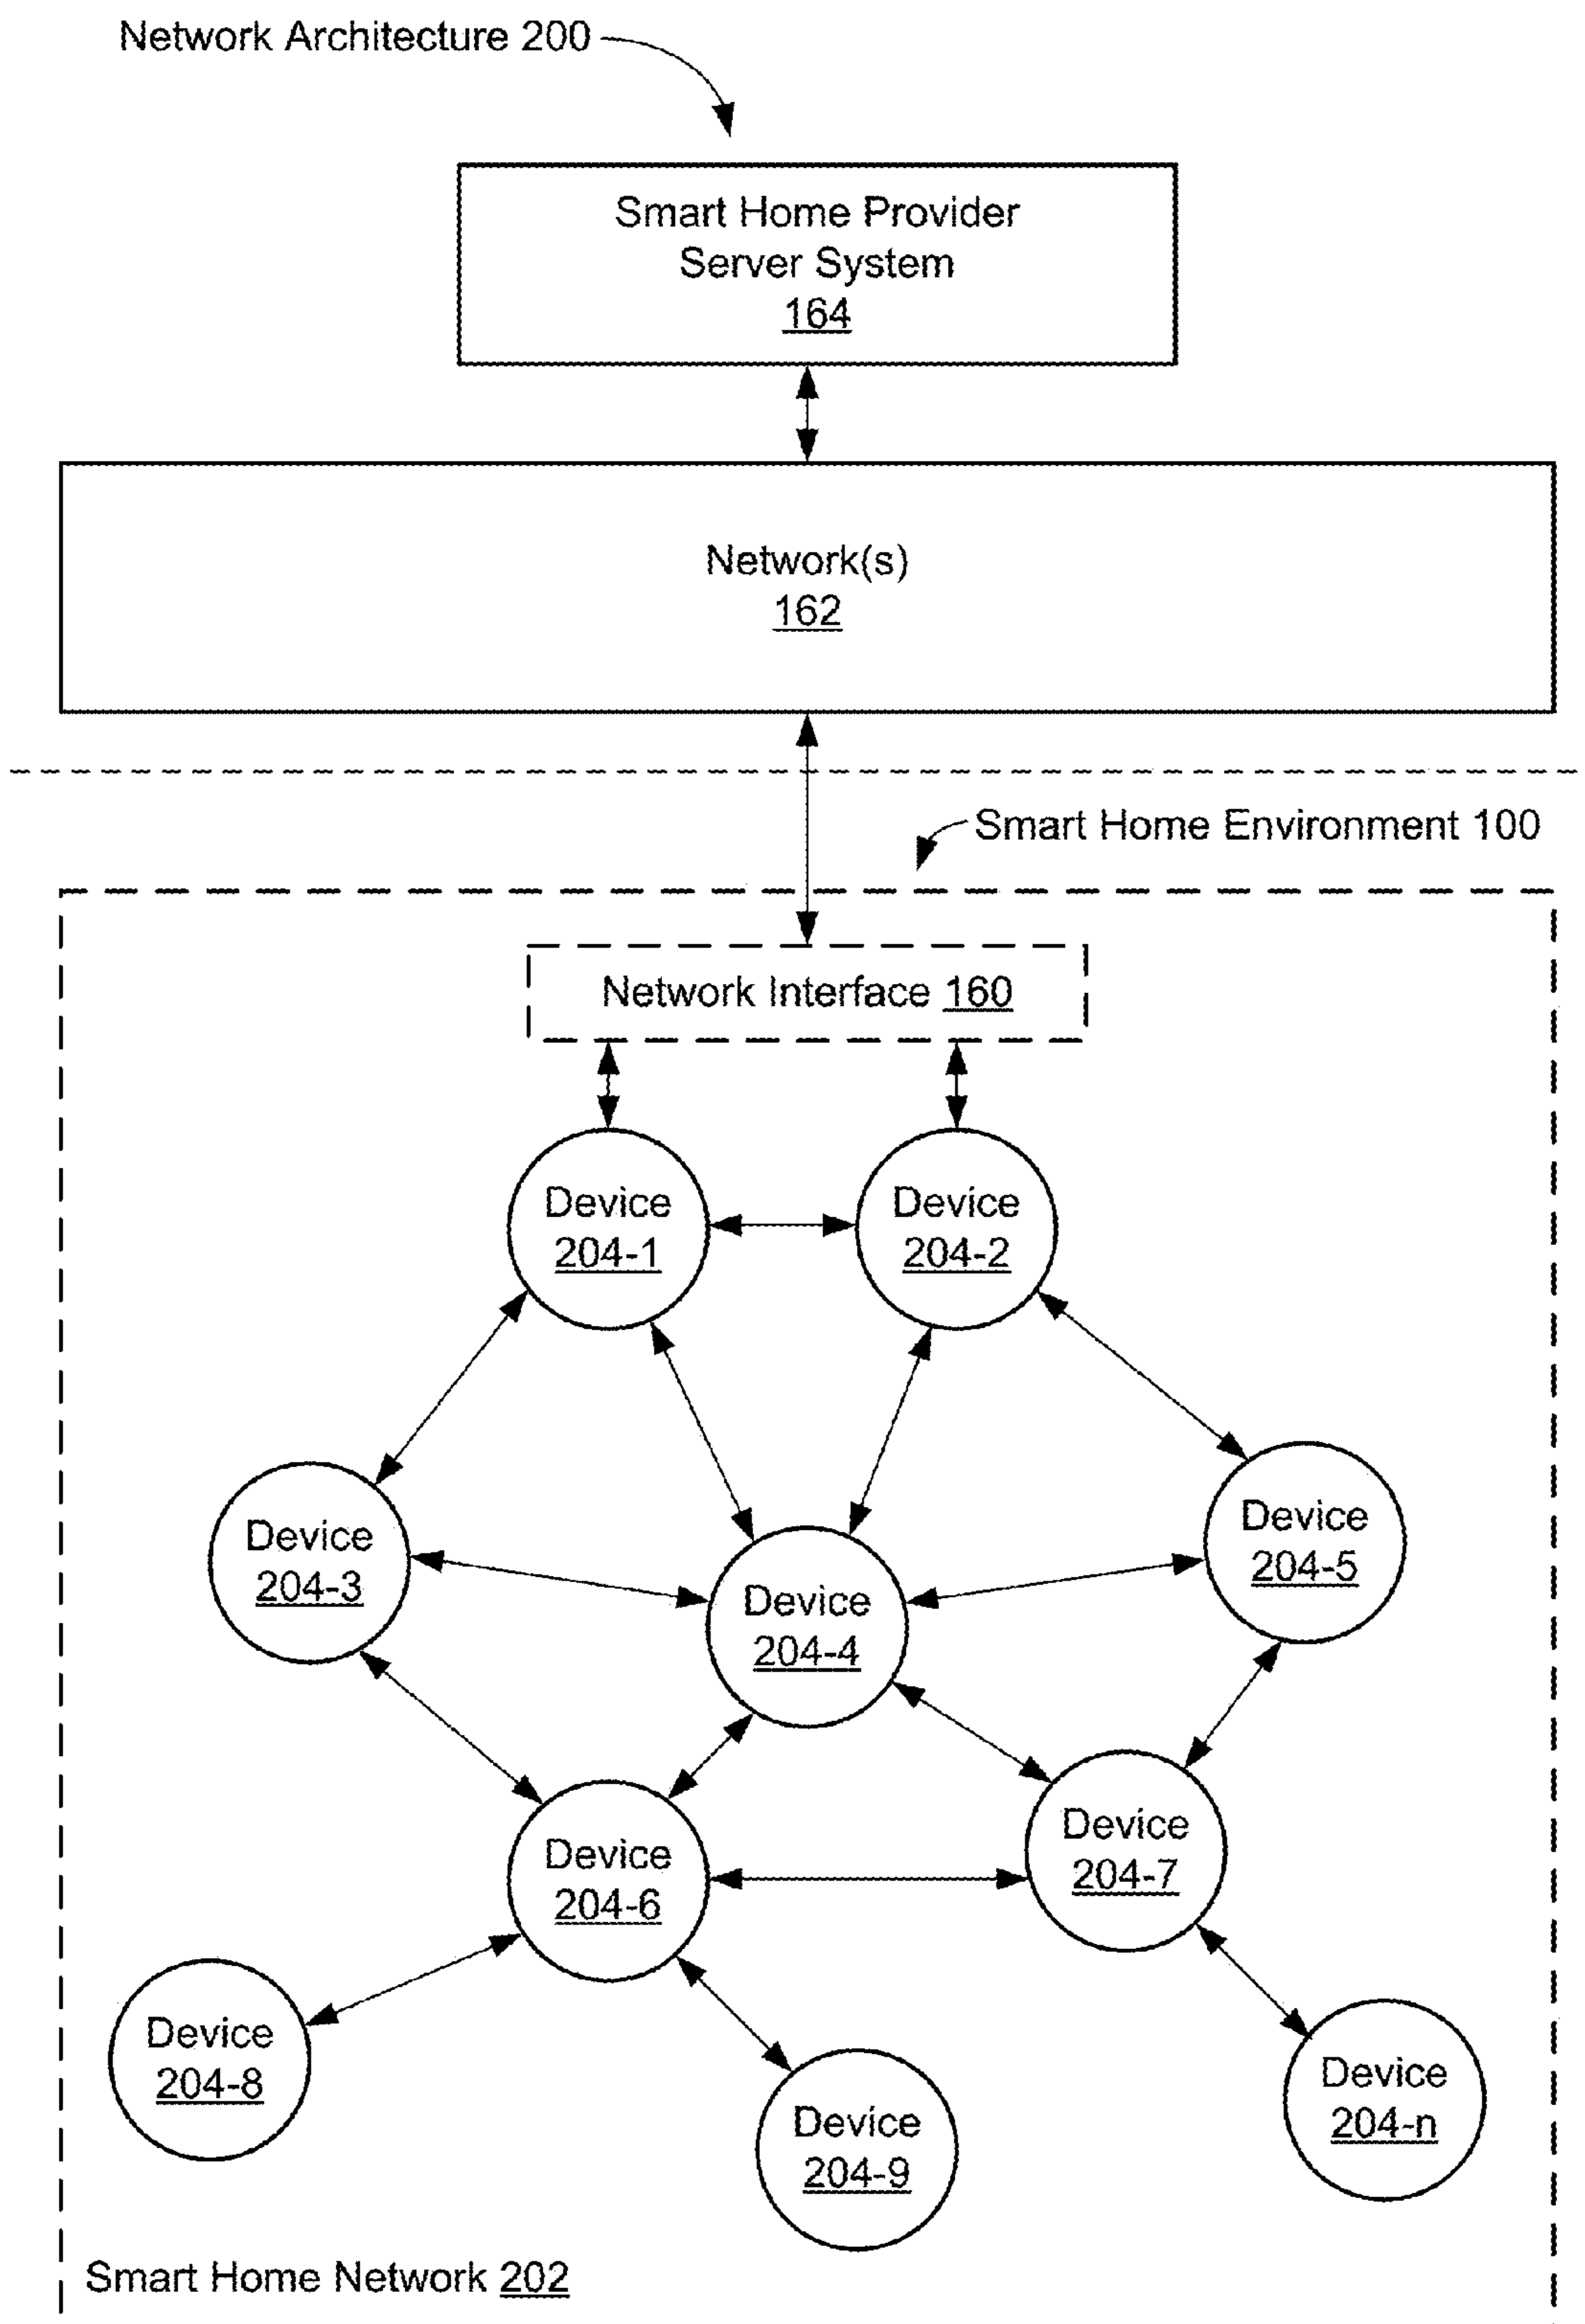 Network Architecture 200
Smart Home Provider
Server System
164
Network(s)
162
Smart Home Environment 100
Network Interface 160
Device
204-1
Device
204-2
Device
204-3
Device
204-4
Device
204-5
Device
204-6
Device
204-7
Device
204-8
Device
204-9
Device
204-n
Smart Home Network 202